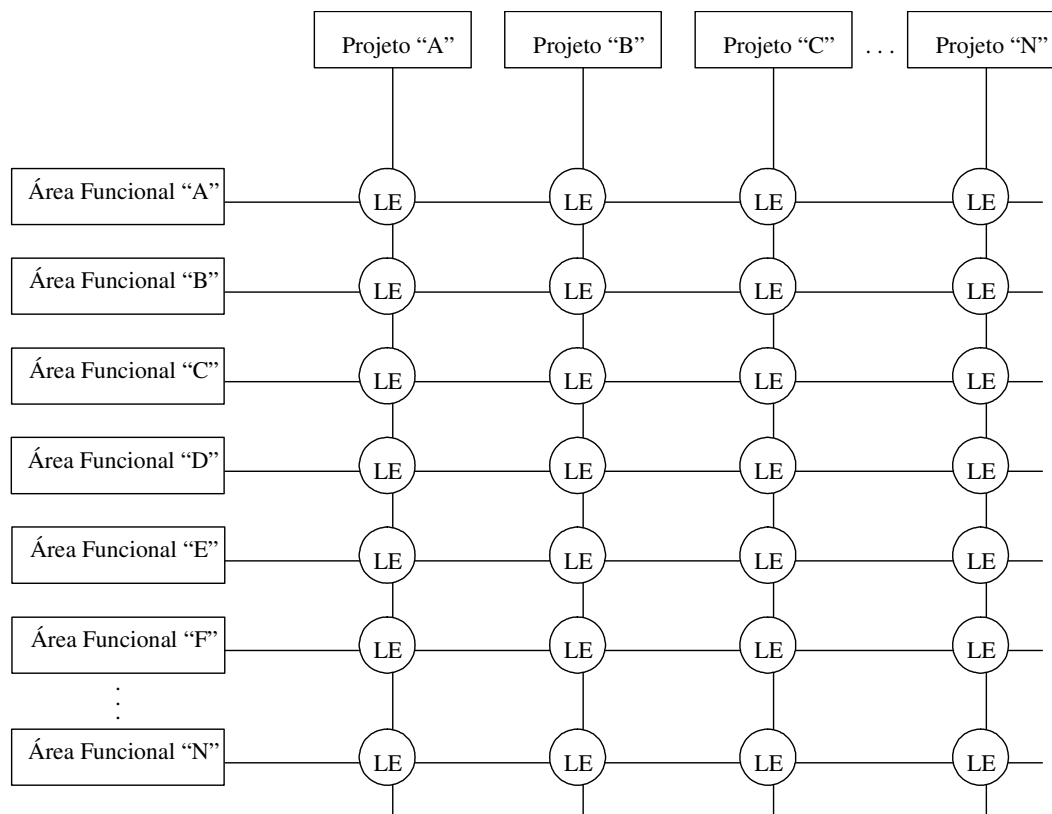 Projeto “A” Projeto “B” Projeto “C” . . . Projeto “N”
Área Funcional “A” LE LE LE LE
Área Funcional “B” LE LE LE LE
Área Funcional “C” LE LE LE LE
Área Funcional “D” LE LE LE LE
Área Funcional “E” LE LE LE LE
Área Funcional “F” LE LE LE LE
.
.
.
Área Funcional “N” LE LE LE LE